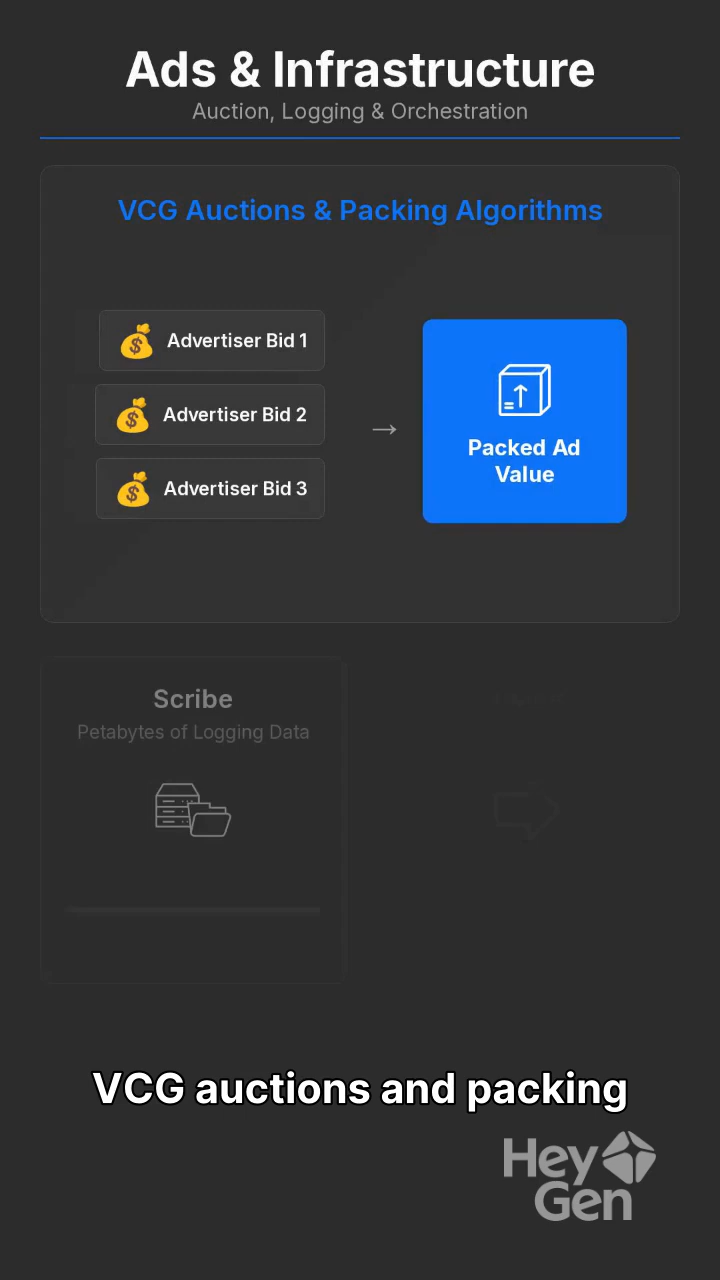 Ads & Infrastructure
Auction, Logging & Orchestration
VCG Auctions & Packing Algorithms
Advertiser Bid 1
Advertiser Bid 2
Advertiser Bid 3
→
Packed Ad
Value
Scribe
Petabytes of Logging Data
VCG auctions and packing
Hey
Gen